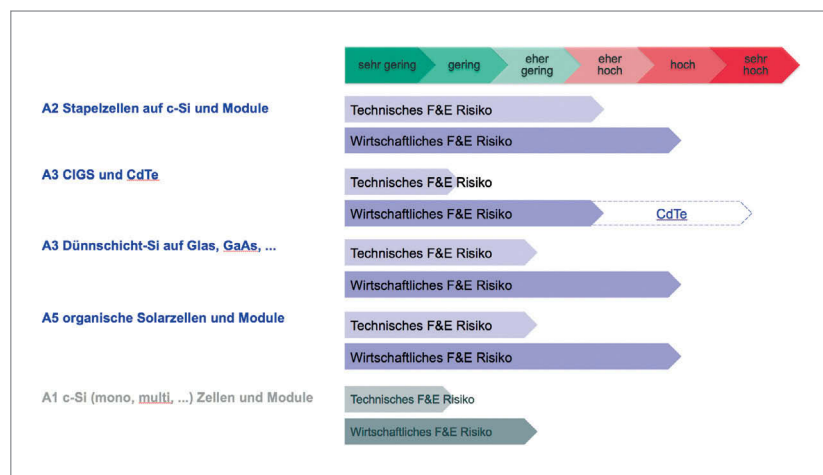 sehr gering
gering
eher
gering
eher
hoch
hoch
sehr
hoch
A2 Stapelzellen auf c-Si und Module
Technisches F&E Risiko
Wirtschaftliches F&E Risiko
A3 CIGS und CdTe
Technisches F&E Risiko
Wirtschaftliches F&E Risiko
CdTe
A3 Dünnschicht-Si auf Glas, GaAs, ...
Technisches F&E Risiko
Wirtschaftliches F&E Risiko
A5 organische Solarzellen und Module
Technisches F&E Risiko
Wirtschaftliches F&E Risiko
A1 c-Si (mono, multi, ...) Zellen und Module
Technisches F&E Risiko
Wirtschaftliches F&E Risiko